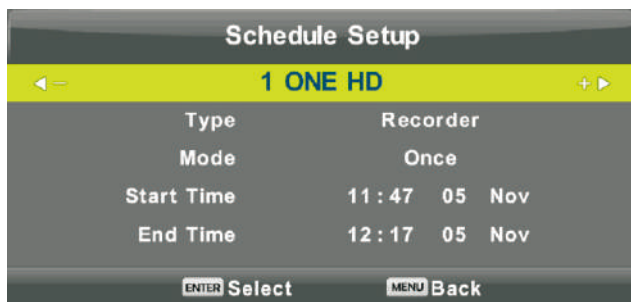 Schedule Setup
1 ONE HD
Type Recorder
Mode Once
Start Time 11 : 47 05 Nov
End Time 12 : 17 05 Nov
ENTER Select MENU Back